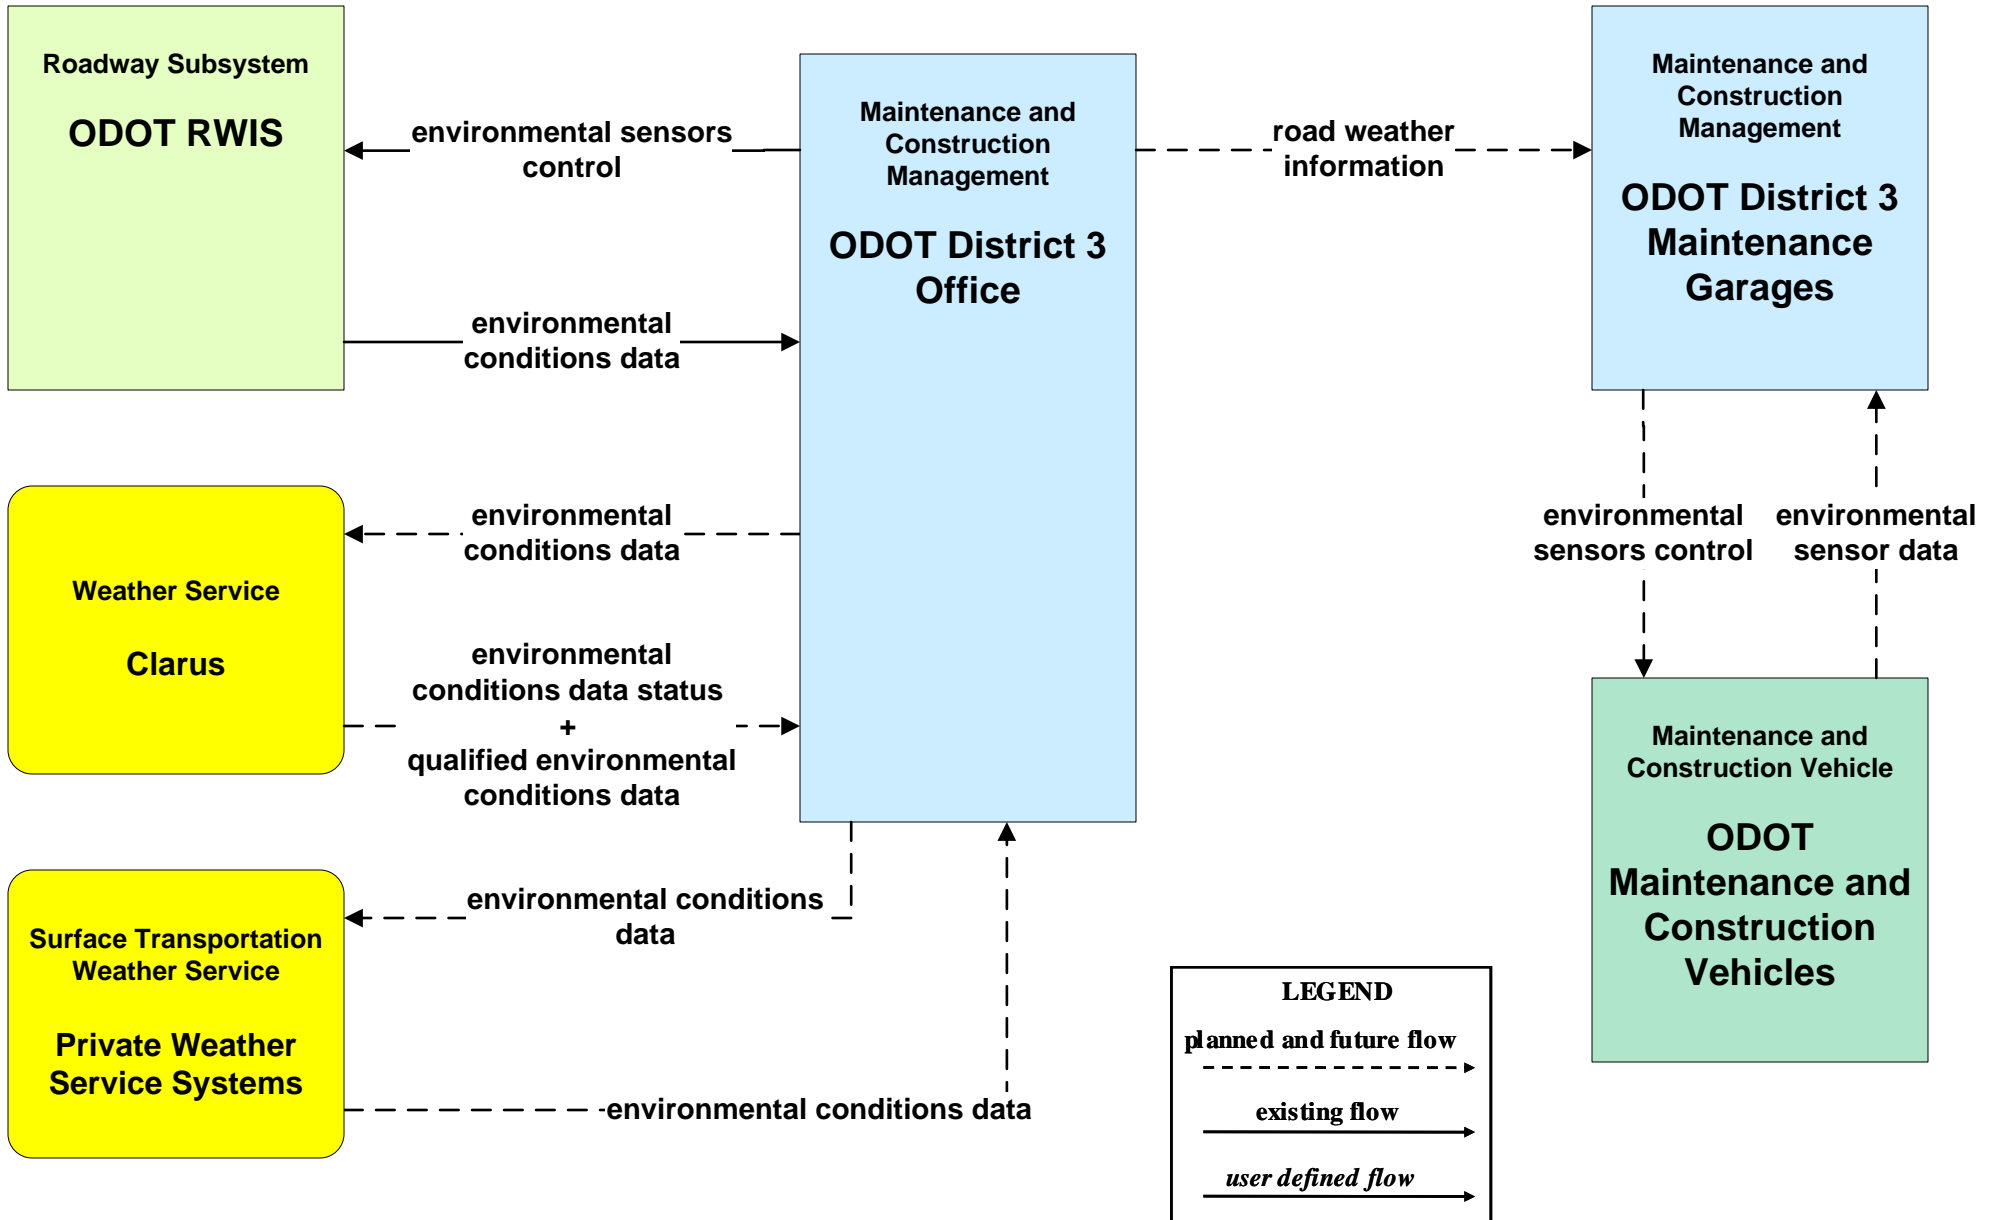 Roadway Subsystem
ODOT RWIS
environmental sensors
control
environmental
conditions data
Maintenance and
Construction
Management
ODOT District 3
Office
road weather
information
Maintenance and
Construction
Management
ODOT District 3
Maintenance
Garages
Weather Service
Clarus
environmental
conditions data
environmental
conditions data status
+
qualified environmental
conditions data
environmental
sensors control
environmental
sensor data
Surface Transportation
Weather Service
Private Weather
Service Systems
environmental conditions
data
environmental conditions data
Maintenance and
Construction Vehicle
ODOT
Maintenance and
Construction
Vehicles
LEGEND
planned and future flow
existing flow
user defined flow